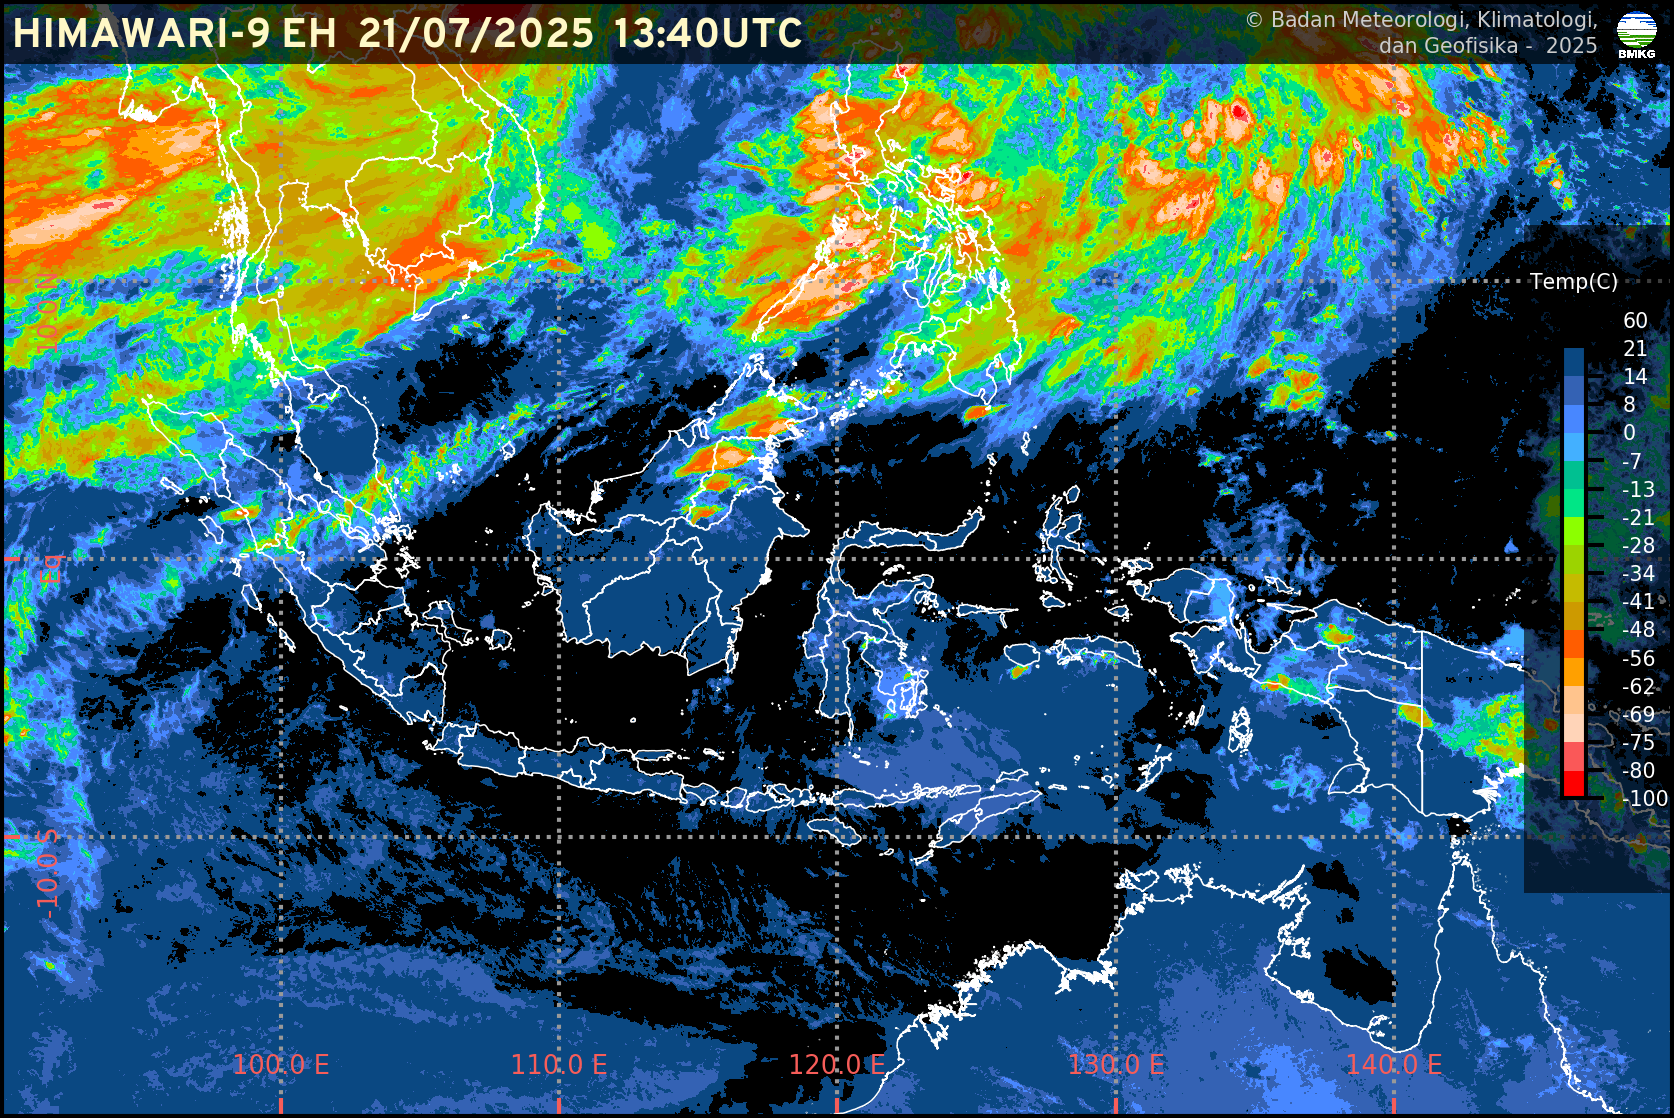 HIMAWARI-9 EH 21/07/2025 13:40UTC
© Badan Meteorologi, Klimatologi,
dan Geofisika - 2025
BMKG
10.0 N
Eq
-10.0 S
Temp(C)
60
21
14
8
0
-7
-13
-21
-28
-34
-41
-48
-56
-62
-69
-75
-80
-100
100.0 E
110.0 E
120.0 E
130.0 E
140.0 E